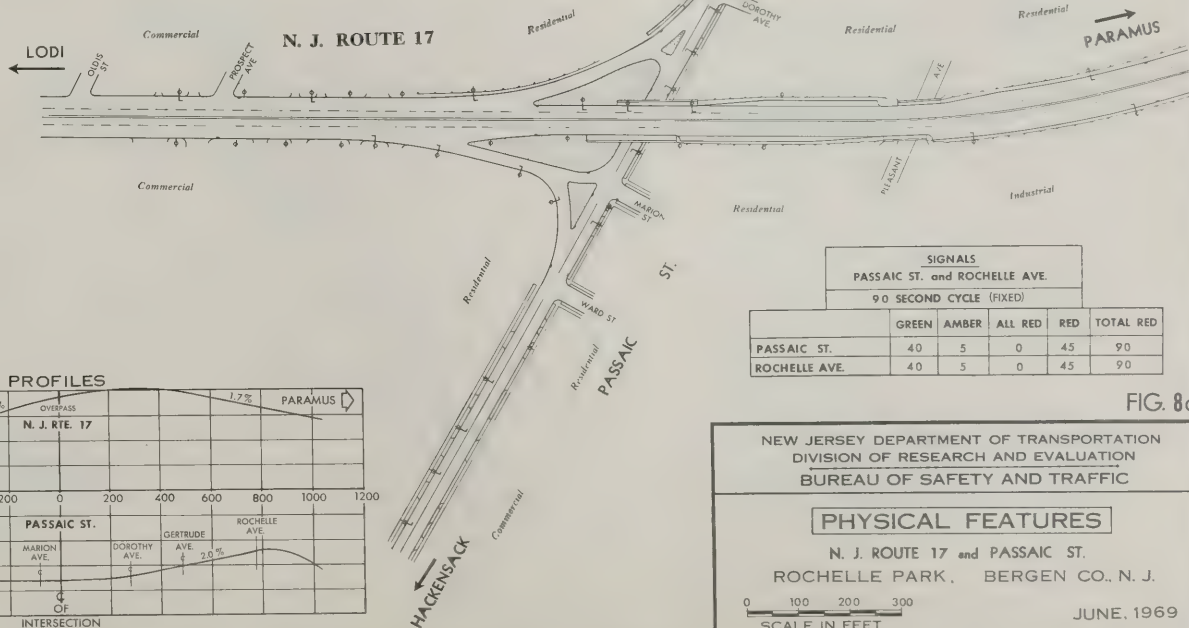 DOROTHY
AVE.
Residential
Residential
Residential
Commercial
N. J. ROUTE 17
PARAMUS
LODI
OLDIS
ST
PROSPECT
AVE
AVE
PLEASANT
Commercial
Industrial
Residential
MARION
ST
Residential
ST.
WARD ST
Residential
PASSAIC
Commercial
HACKENSACK
SIGNALS
PASSAIC ST. and ROCHELLE AVE.
90 SECOND CYCLE (FIXED)
GREEN AMBER ALL RED RED TOTAL RED
PASSAIC ST. 40 5 0 45 90
ROCHELLE AVE. 40 5 0 45 90
PROFILES
1.7% PARAMUS
OVERPASS
N. J. RTE. 17
200 0 200 400 600 800 1000 1200
PASSAIC ST.
MARION
AVE.
DOROTHY
AVE.
GERTRUDE
AVE.
ROCHELLE
AVE.
2.0%
OF
INTERSECTION
FIG. 8
NEW JERSEY DEPARTMENT OF TRANSPORTATION
DIVISION OF RESEARCH AND EVALUATION
BUREAU OF SAFETY AND TRAFFIC
PHYSICAL FEATURES
N. J. ROUTE 17 and PASSAIC ST.
ROCHELLE PARK, BERGEN CO., N. J.
0 100 200 300
SCALE IN FEET
JUNE, 1969